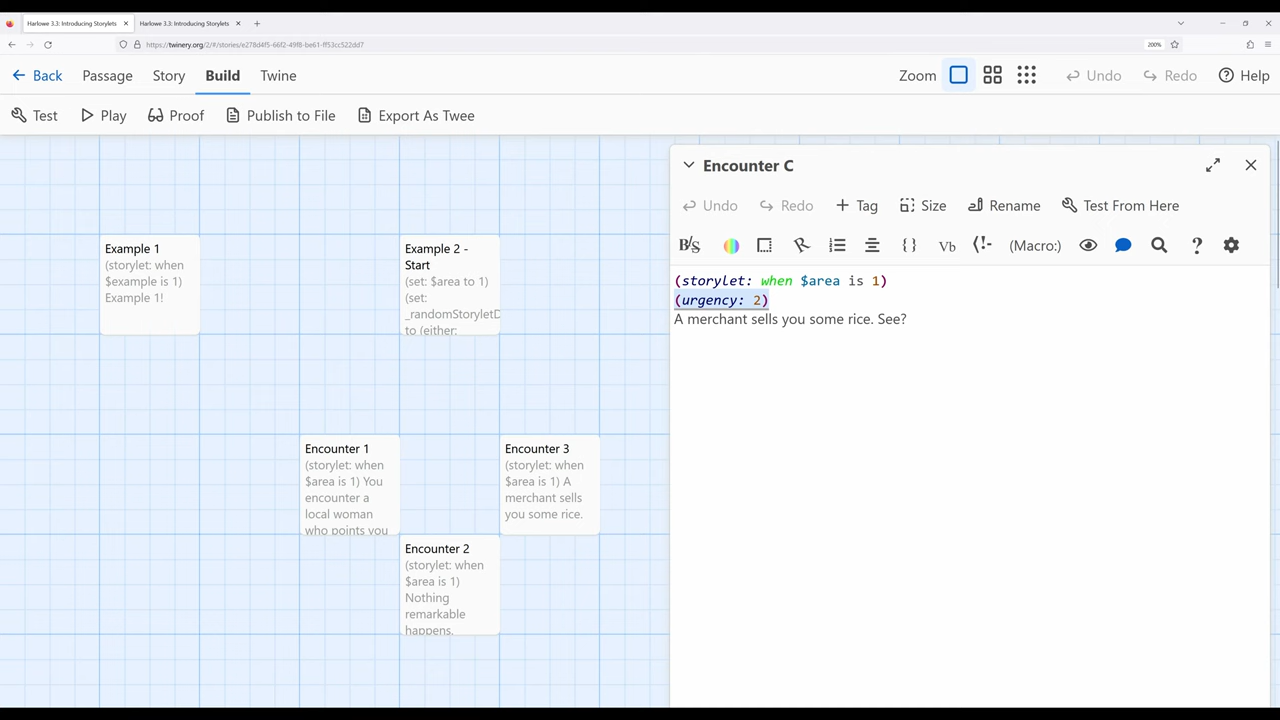 Harlowe 3.3: Introducing Storylets
Harlowe 3.3: Introducing Storylets
https://twinery.org/2/#/stories/e278d4f5-66f2-49f8-be61-ff53cc522dd7
200%
Back
Passage
Story
Build
Twine
Zoom
Undo
Redo
Help
Test
Play
Proof
Publish to File
Export As Twee
Example 1
(storylet: when
$example is 1)
Example 1!
Example 2 -
Start
(set: $area to 1)
(set:
_randomStoryletD
to (either:
Encounter 1
(storylet: when
$area is 1) You
encounter a
local woman
who points you
Encounter 3
(storylet: when
$area is 1) A
merchant sells
you some rice.
Encounter 2
(storylet: when
$area is 1)
Nothing
remarkable
happens.
Encounter C
Undo
Redo
Tag
Size
Rename
Test From Here
B/S
Vb
(Macro:)
(storylet: when $area is 1)
(urgency: 2)
A merchant sells you some rice. See?